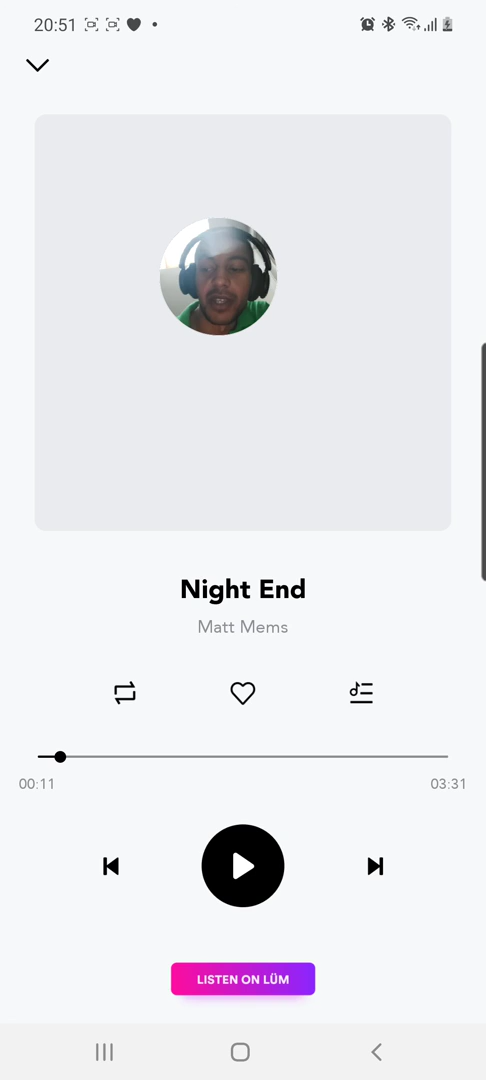 20:51
Night End
Matt Mems
00:11
03:31
LISTEN ON LÜM